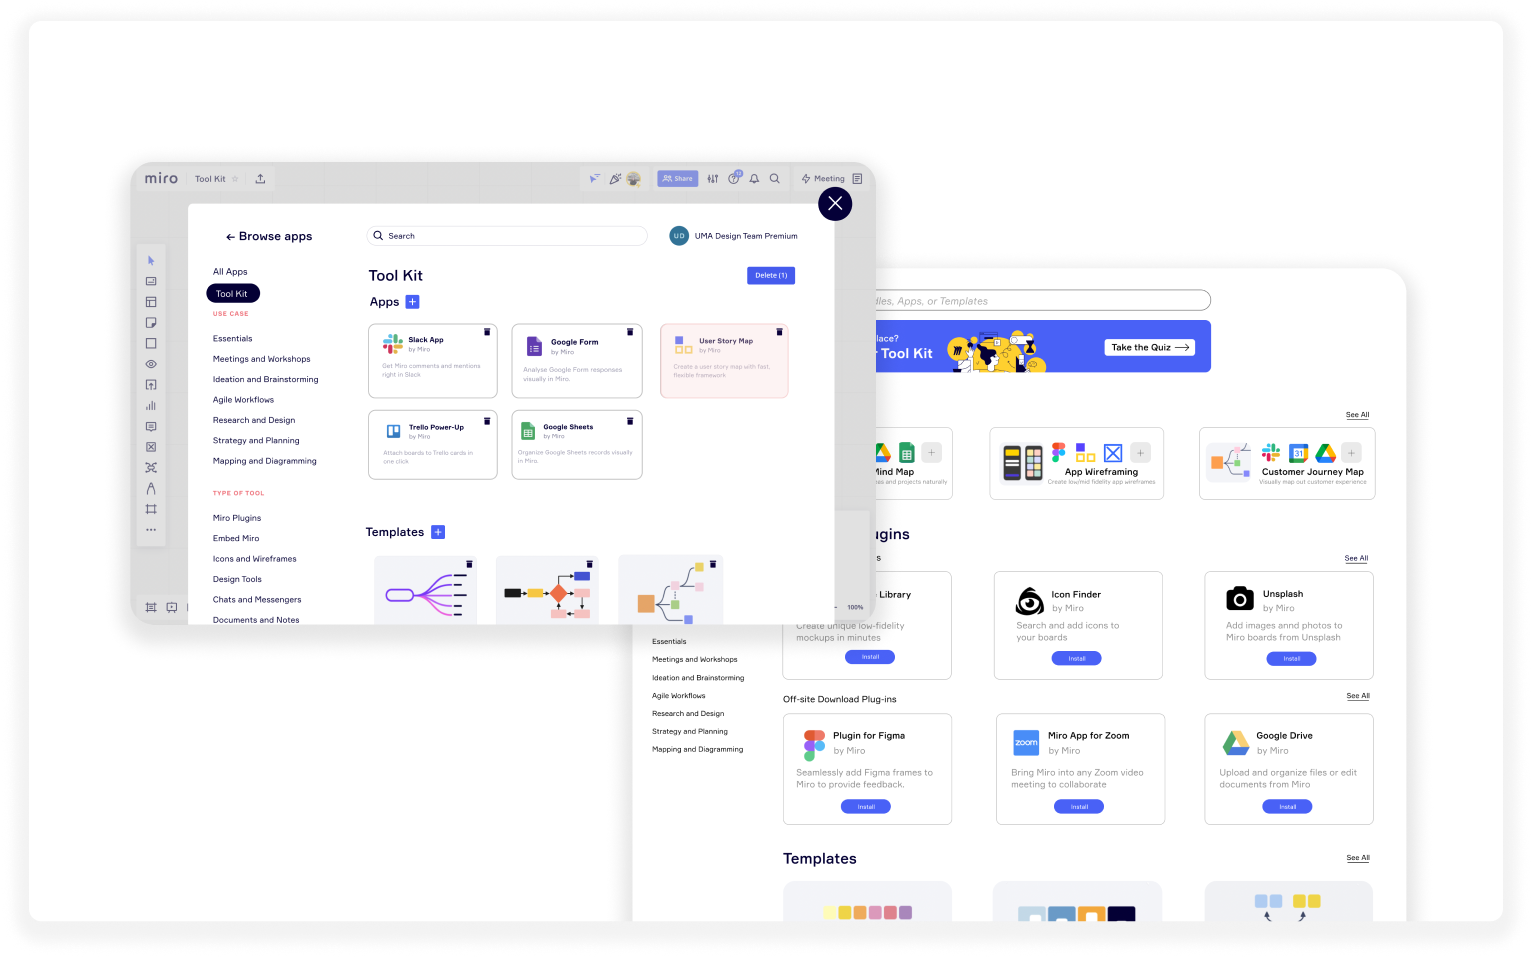 miro
Tool Kit
Share
Meeting
← Browse apps
Search
UD
UMA Design Team Premium
All Apps
Tool Kit
USE CASE
Essentials
Meetings and Workshops
Ideation and Brainstorming
Agile Workflows
Research and Design
Strategy and Planning
Mapping and Diagramming
TYPE OF TOOL
Miro Plugins
Embed Miro
Icons and Wireframes
Design Tools
Chats and Messengers
Documents and Notes
Tool Kit
Delete (1)
Apps +
Slack App
by Miro
Get Miro comments and mentions
right in Slack
Google Form
by Miro
Analyse Google Form responses
visually in Miro.
User Story Map
by Miro
Create a user story map with fast,
flexible framework
Trello Power-Up
by Miro
Attach boards to Trello cards in
one click
Google Sheets
by Miro
Organize Google Sheets records visually
in Miro.
Templates +
100%
Apps, or Templates
lace?
Tool Kit
Take the Quiz →
See All
Mind Map
and projects naturally
App Wireframing
Create low/mid fidelity app wireframes
31
Customer Journey Map
Visually map out customer experience
ugins
See All
Library
Create unique low-fidelity
mockups in minutes
Install
Icon Finder
by Miro
Search and add icons to
your boards
Install
Unsplash
by Miro
Add images annd photos to
Miro boards from Unsplash
Install
Essentials
Meetings and Workshops
Ideation and Brainstorming
Agile Workflows
Research and Design
Strategy and Planning
Mapping and Diagramming
Off-site Download Plug-ins
See All
Plugin for Figma
by Miro
Seamlessly add Figma frames to
Miro to provide feedback.
Install
zoom
Miro App for Zoom
by Miro
Bring Miro into any Zoom video
meeting to collaborate
Install
Google Drive
by Miro
Upload and organize files or edit
documents from Miro
Install
Templates
See All